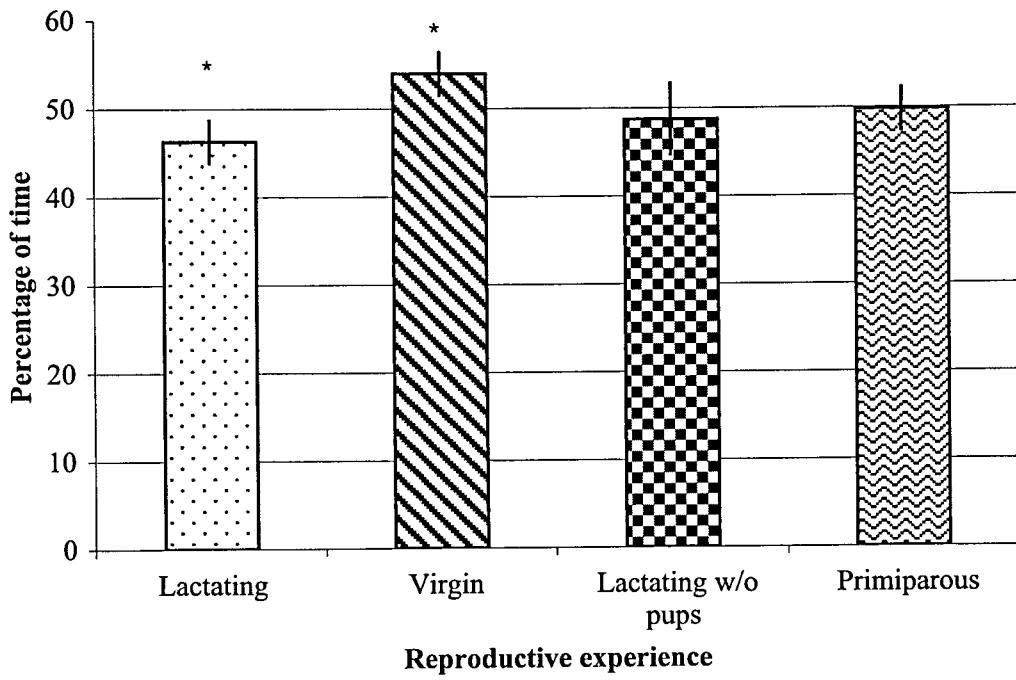 60
50
40
30
20
10
0
Percentage of time
*
*
Lactating
Virgin
Lactating w/o
pups
Primiparous
Reproductive experience